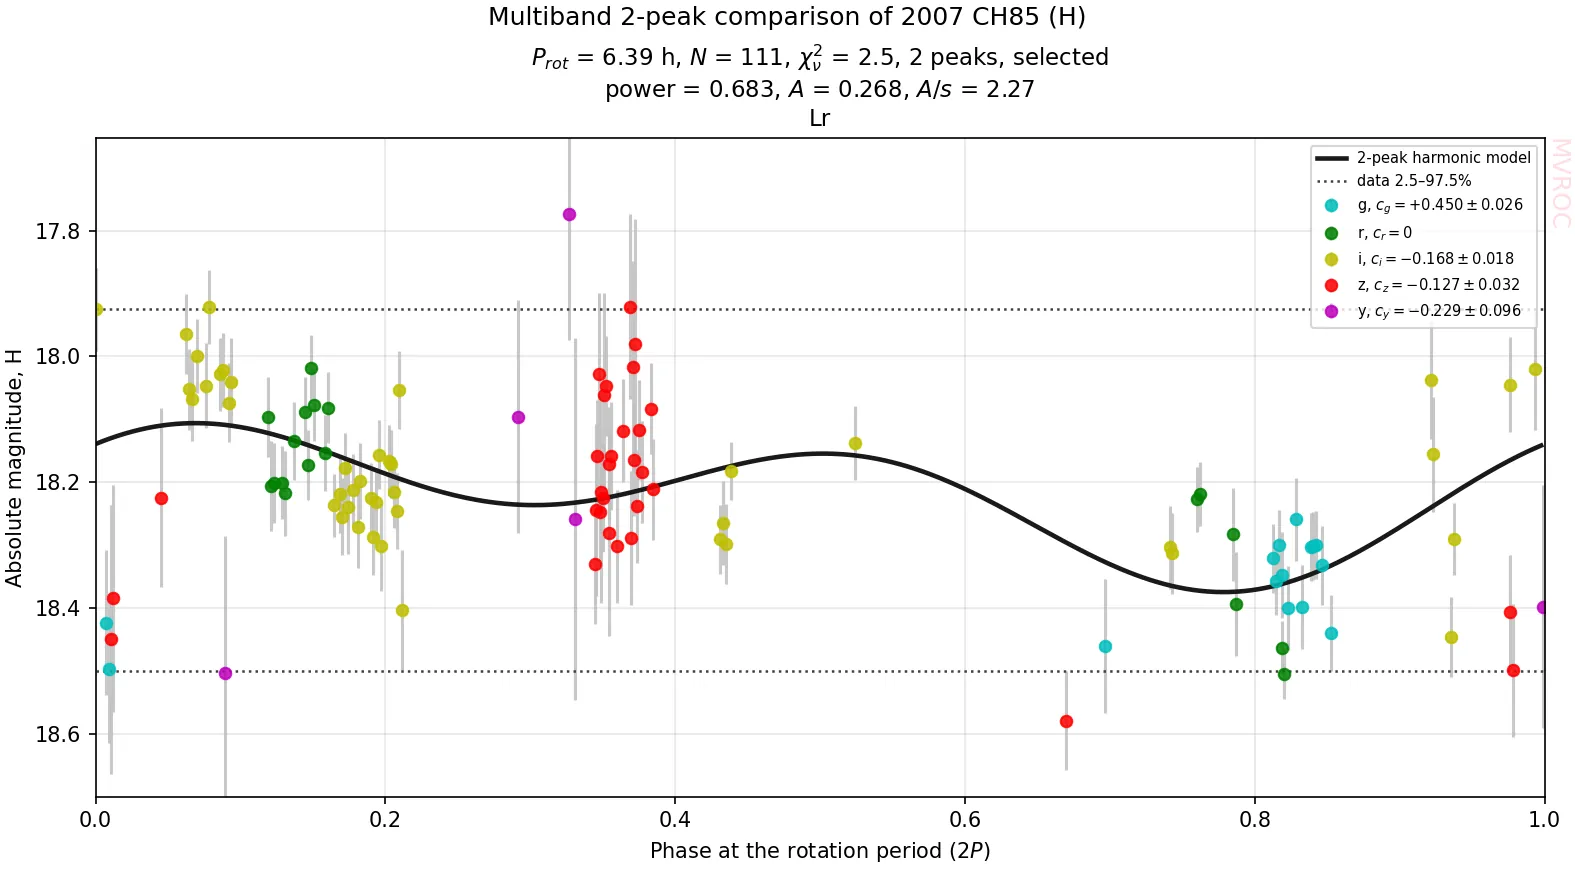 Multiband 2-peak comparison of 2007 CH85 (H)
P_rot = 6.39 h, N = 111, χ²_ν = 2.5, 2 peaks, selected
power = 0.683, A = 0.268, A/s = 2.27
Lr
MVROC
2-peak harmonic model
data 2.5–97.5%
g, c_g = +0.450 ± 0.026
r, c_r = 0
i, c_i = −0.168 ± 0.018
z, c_z = −0.127 ± 0.032
y, c_y = −0.229 ± 0.096
Absolute magnitude, H
17.8
18.0
18.2
18.4
18.6
0.0 0.2 0.4 0.6 0.8 1.0
Phase at the rotation period (2P)